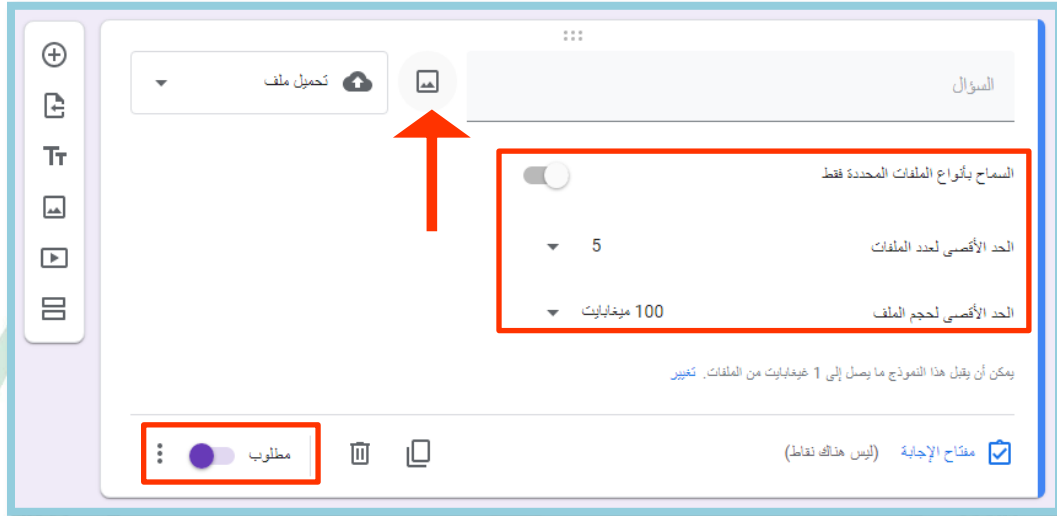 السؤال
تحميل ملف
السماح بأنواع الملفات المحددة فقط
الحد الأقصى لعدد الملفات 5
الحد الأقصى لحجم الملف 100 ميغابايت
يمكن أن يقبل هذا النموذج ما يصل إلى 1 غيغابايت من الملفات. تغيير
مفتاح الإجابة (ليس هناك نقاط) مطلوب
Tт